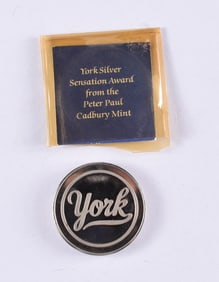 York Silver
Sensation Award
from the
Peter Paul
Cadbury Mint
York